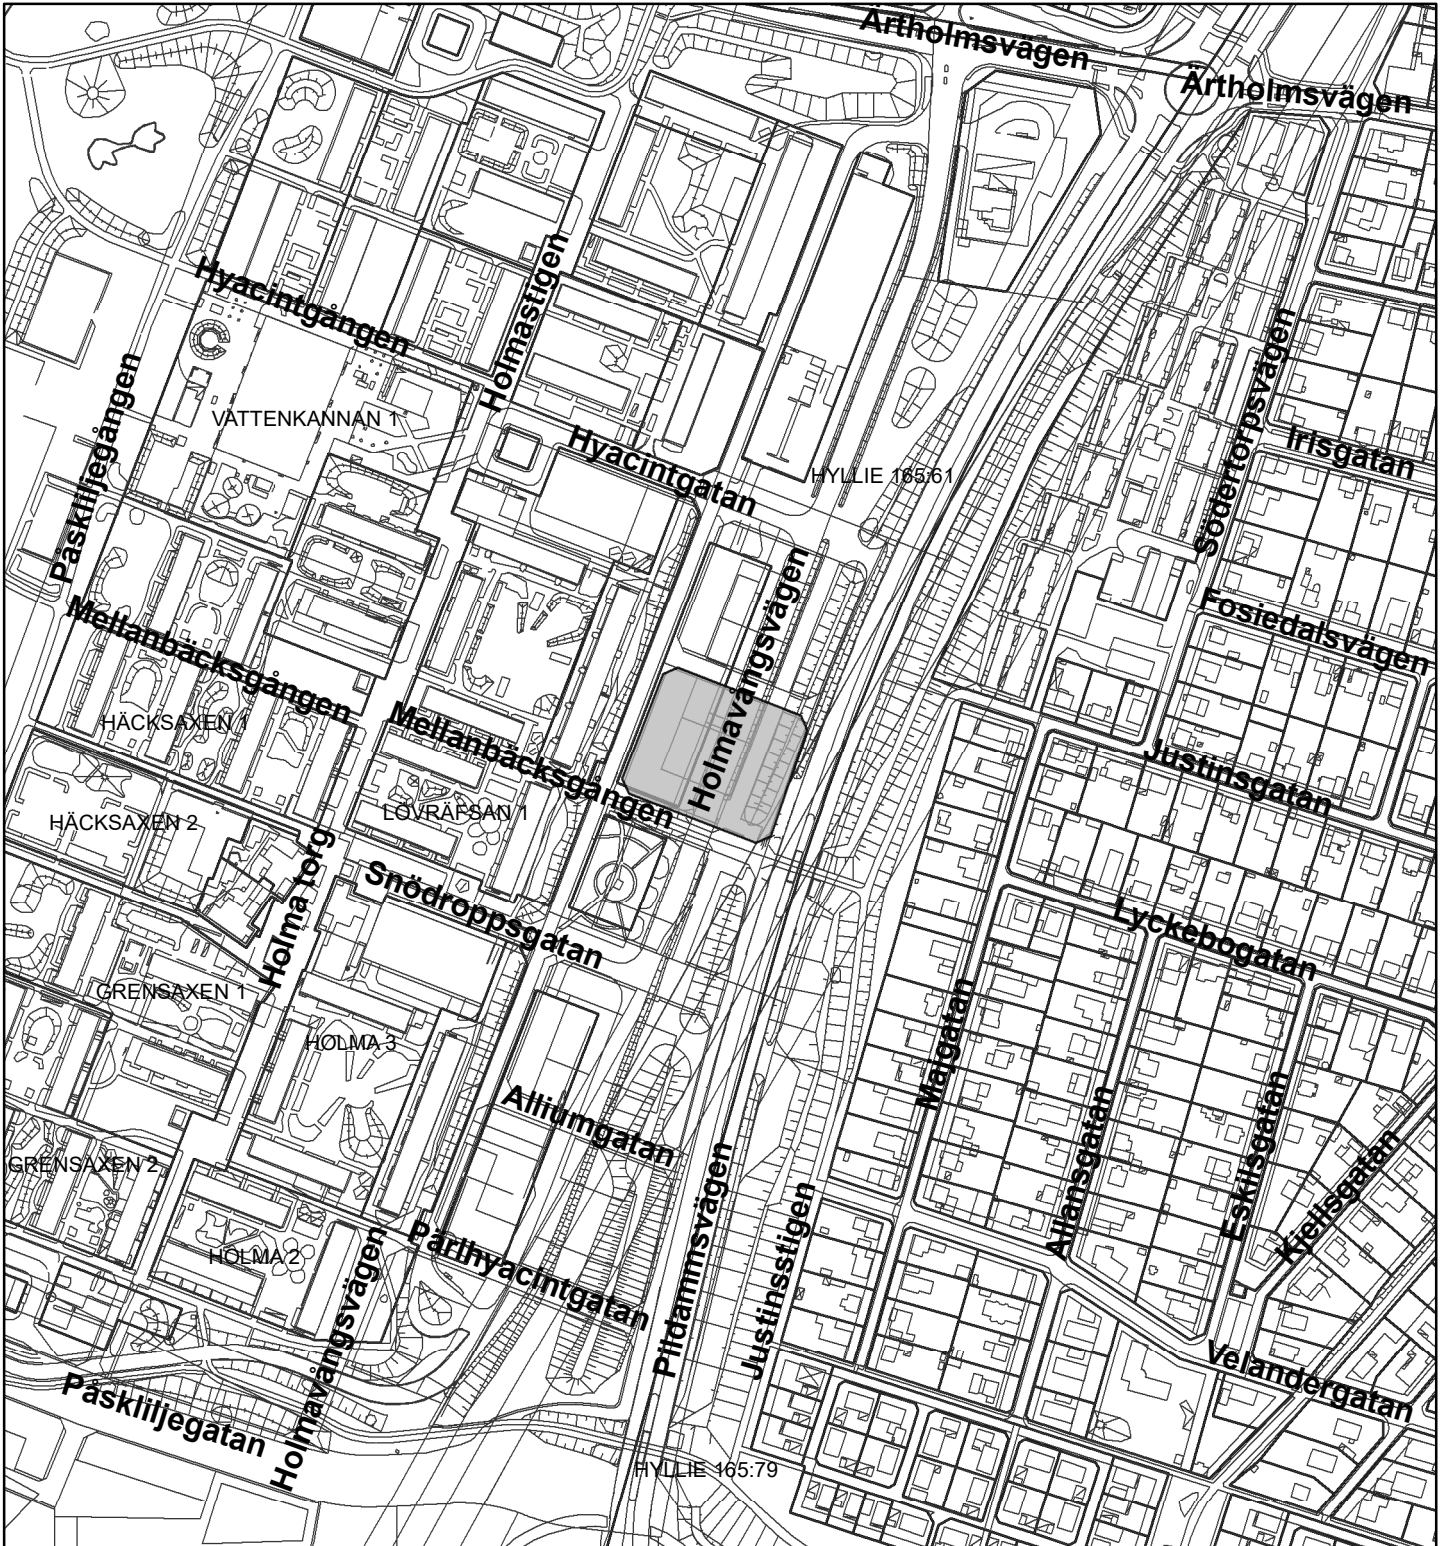 Ärtholmsvägen
Ärtholmsvägen
Hyacintgången
Holmastigen
Påskliljegången
VATTENKANNAN 1
Hyacintgatan
HYLLIE 165:61
Södertorpsvägen
Irisgatan
Fosiedalsvägen
Mellanbäcksgången
HÄCKSAXEN 1
Mellanbäcksgången
Holmavångsvägen
Justinsgatan
HÄCKSAXEN 2
LÖVRÄFSAN 1
Holma torg
Snödroppsgatan
Lyckebogatan
GRENSAXEN 1
HOLMA 3
Majgatan
Alliumgatan
Allansgatan
Eskilsgatan
Kjellsgatan
GRENSAXEN 2
HOLMA 2
Holmavångsvägen
Pärlhyacintgatan
Pildammsvägen
Justinsstigen
Velandergatan
Påskliljegatan
HYLLIE 165:79